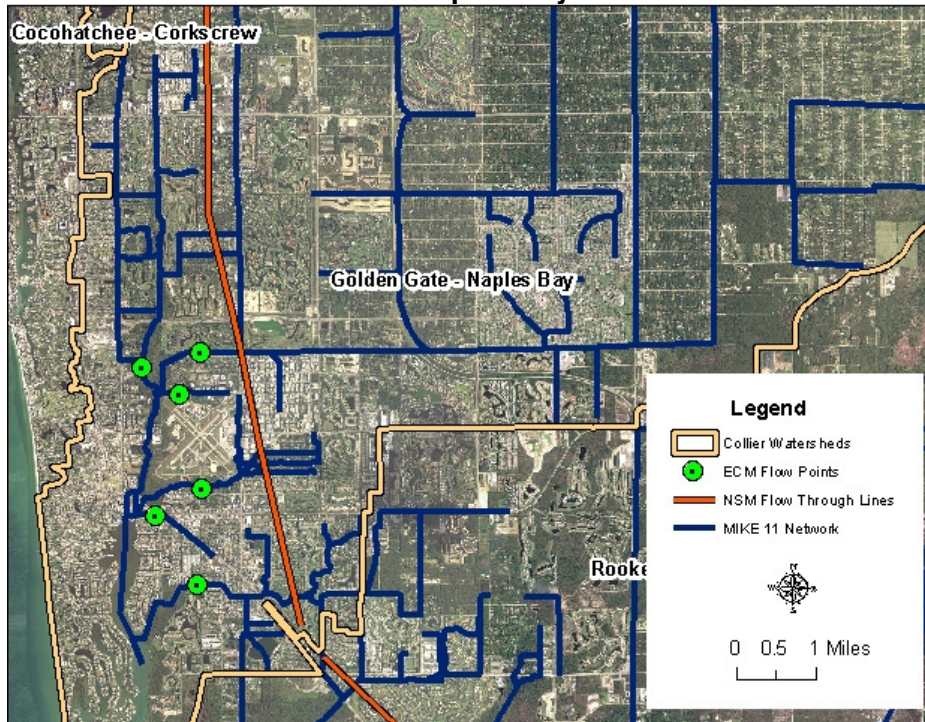 Cocohatchee - Corkscrew
Golden Gate - Naples Bay
Rooke
Legend
Collier Watersheds
ECM Flow Points
NSM Flow Through Lines
MIKE 11 Network
N
W E
S
0 0.5 1 Miles